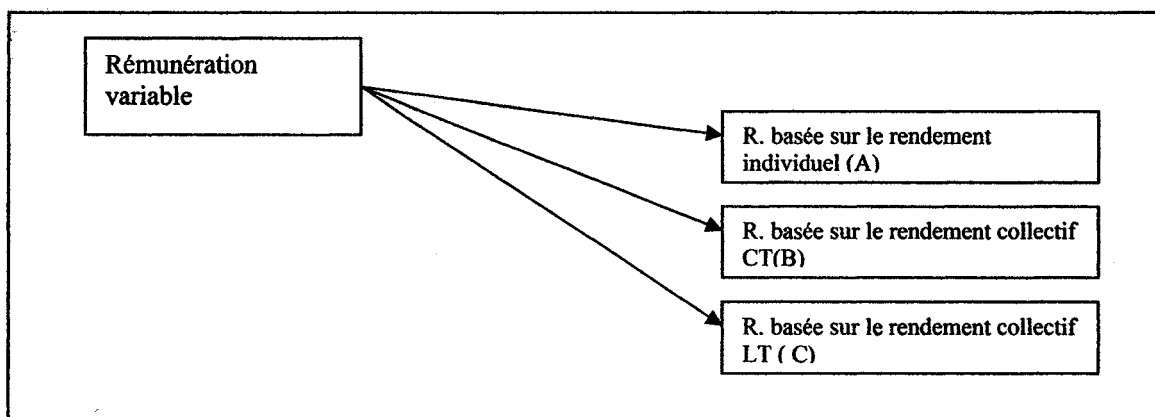 Rémunération
variable
R. basée sur le rendement
individuel (A)
R. basée sur le rendement collectif
CT(B)
R. basée sur le rendement collectif
LT ( C)